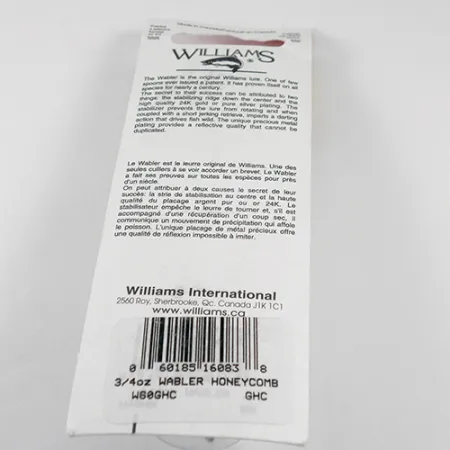 WILLIAMS
®
The Wabler is the original Williams lure. One of few
spoons ever issued a patent. It has proven itself on all
species for nearly a century.
The secret to their success can be attributed to two
things: the stabilizing ridge down the center and the
high quality 24K gold or pure silver plating. The
stabilizer prevents the lure from rotating and when
coupled with a short jerking retrieve, imparts a darting
action that drives fish wild. The unique precious metal
plating provides a reflective quality that cannot be
duplicated.
Le Wabler est le leurre original de Williams. Une des
seules cuillers à se voir accorder un brevet. Le Wabler
a fait ses preuves sur toutes les espèces pour près
d'un siècle.
On peut attribuer à deux causes le secret de leur
succès: la strie de stabilisation au centre et la haute
qualité du placage argent pur ou or 24K. Le
stabilisateur empêche le leurre de tourner et, s'il est
accompagné d'une récupération d'un coup sec, il
communique un mouvement de précipitation qui affole
le poisson. L'unique placage de métal précieux offre
une qualité de réflexion impossible à imiter.
Williams International
2560 Roy, Sherbrooke, Qc. Canada J1K 1C1
www.williams.ca
0 60185 16083 8
3/4oz WABLER HONEYCOMB
W60GHC GHC